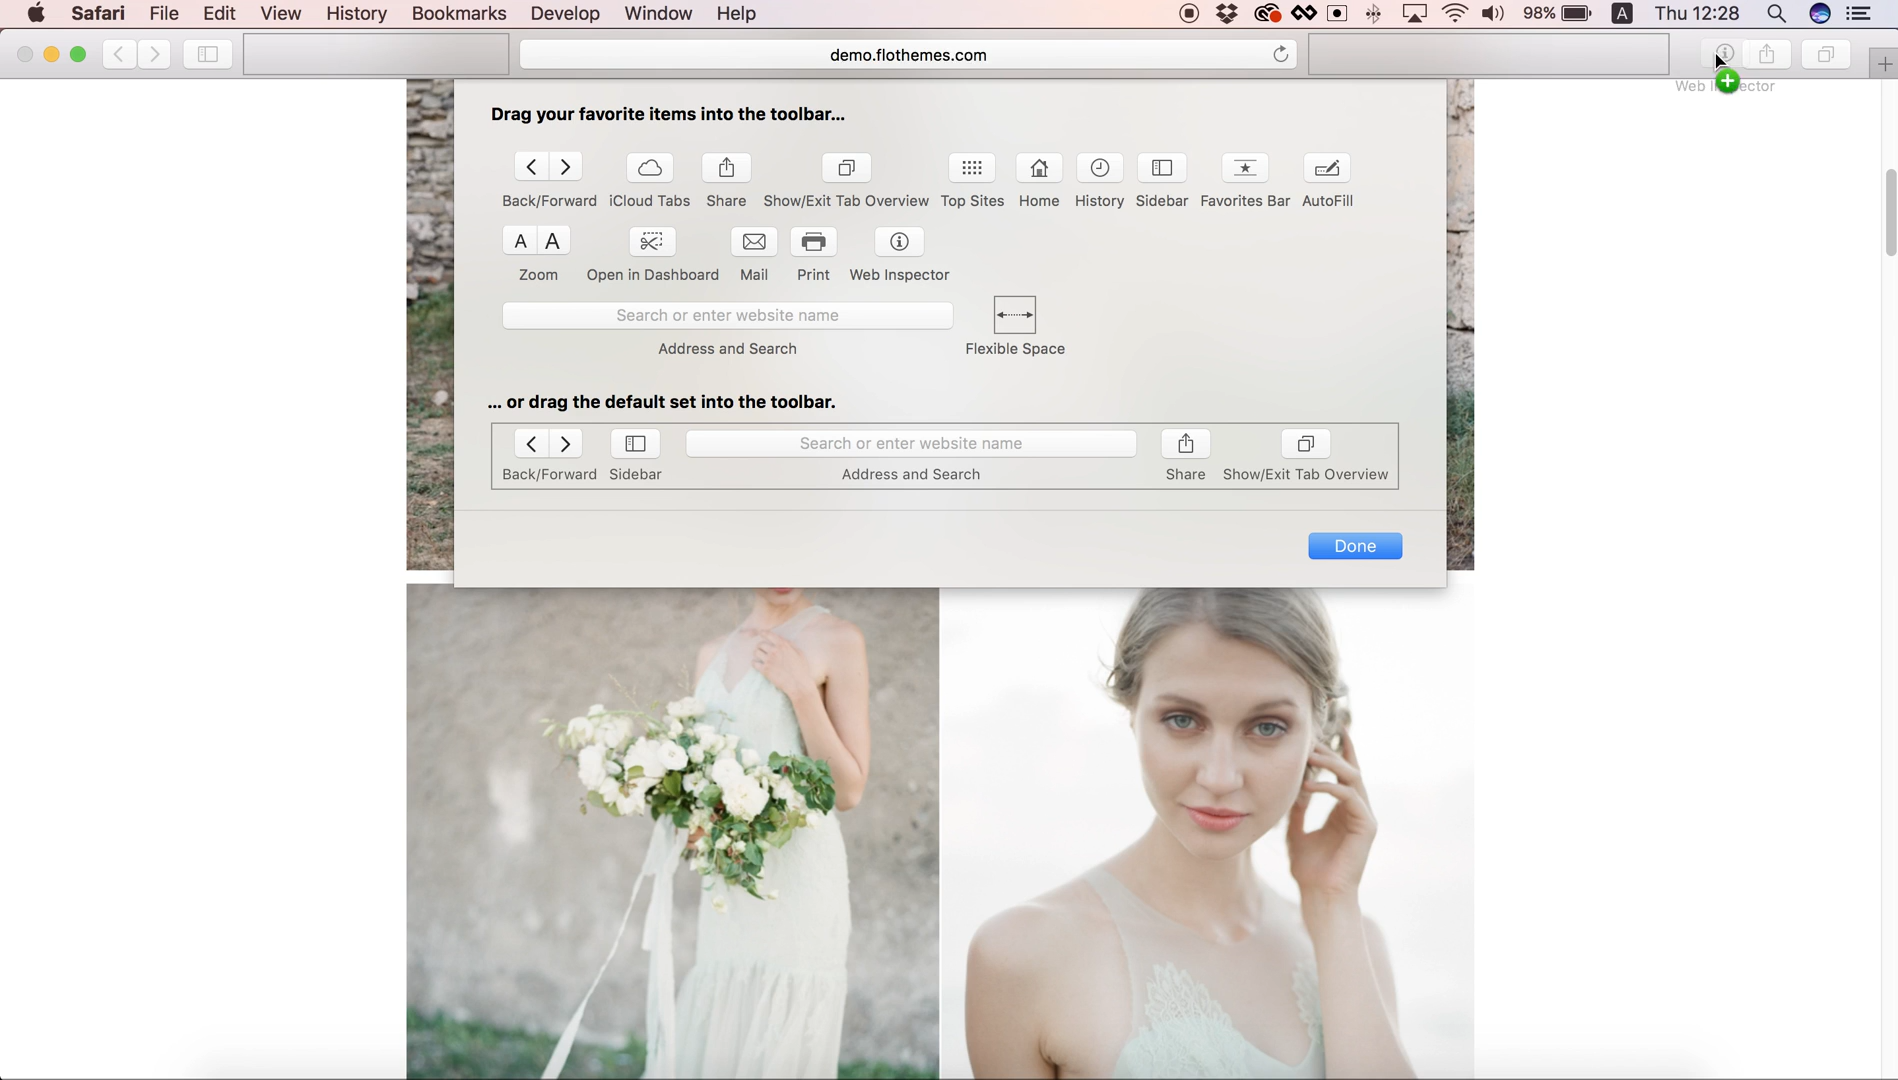 Safari File Edit View History Bookmarks Develop Window Help 98% A Thu 12:28
demo.flothemes.com
Drag your favorite items into the toolbar...
Back/Forward iCloud Tabs Share Show/Exit Tab Overview Top Sites Home History Sidebar Favorites Bar AutoFill
A A
Zoom Open in Dashboard Mail Print Web Inspector
Search or enter website name
Address and Search Flexible Space
... or drag the default set into the toolbar.
Search or enter website name
Back/Forward Sidebar Address and Search Share Show/Exit Tab Overview
Done